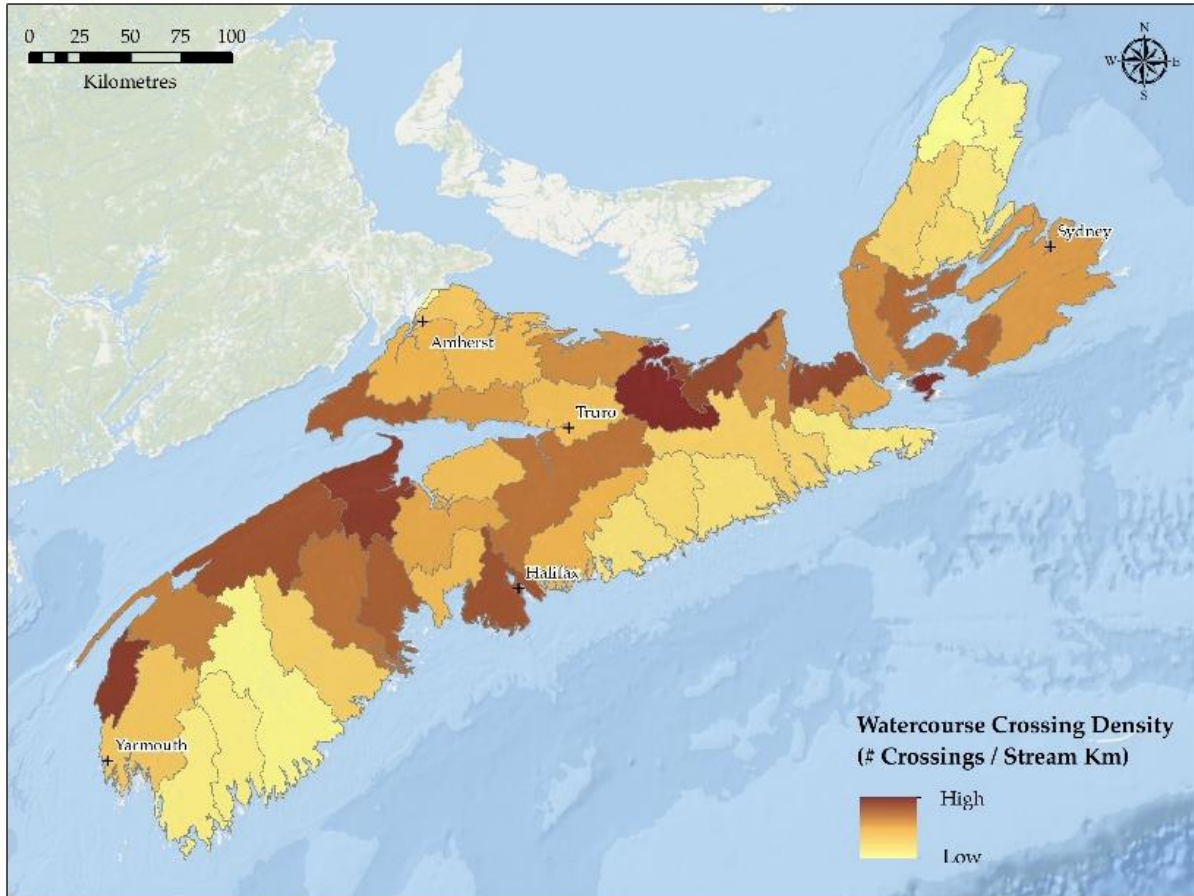 0 25 50 75 100
Kilometres
N
W E
S
Sydney
Amherst
Truro
Halifax
Yarmouth
Watercourse Crossing Density
(# Crossings / Stream Km)
High
Low